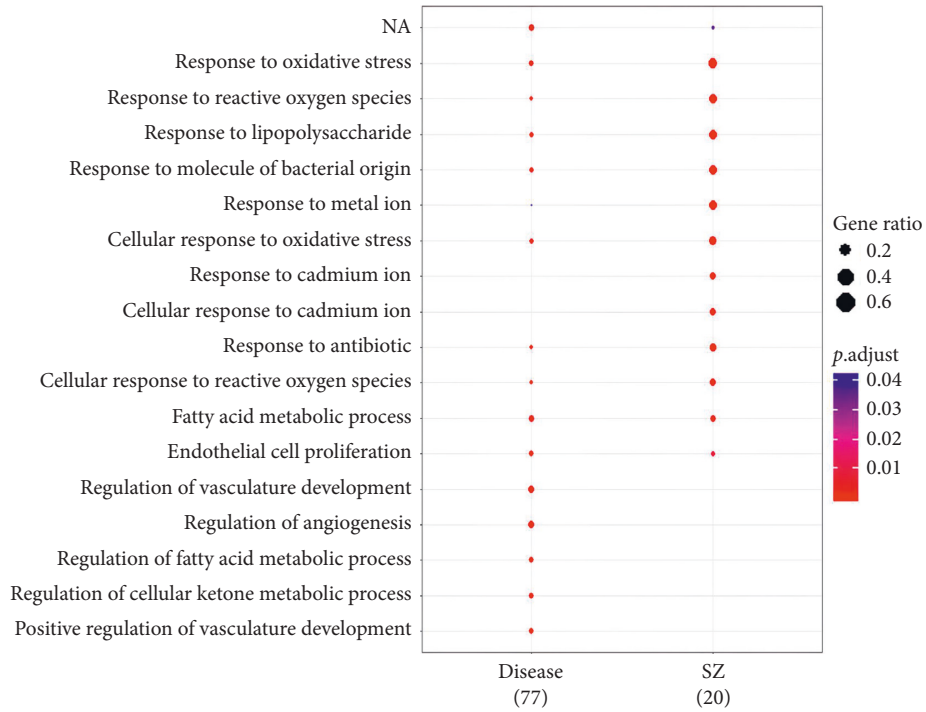 NA
Response to oxidative stress
Response to reactive oxygen species
Response to lipopolysaccharide
Response to molecule of bacterial origin
Response to metal ion
Cellular response to oxidative stress
Response to cadmium ion
Cellular response to cadmium ion
Response to antibiotic
Cellular response to reactive oxygen species
Fatty acid metabolic process
Endothelial cell proliferation
Regulation of vasculature development
Regulation of angiogenesis
Regulation of fatty acid metabolic process
Regulation of cellular ketone metabolic process
Positive regulation of vasculature development
Disease
(77)
SZ
(20)
Gene ratio
0.2
0.4
0.6
p.adjust
0.04
0.03
0.02
0.01